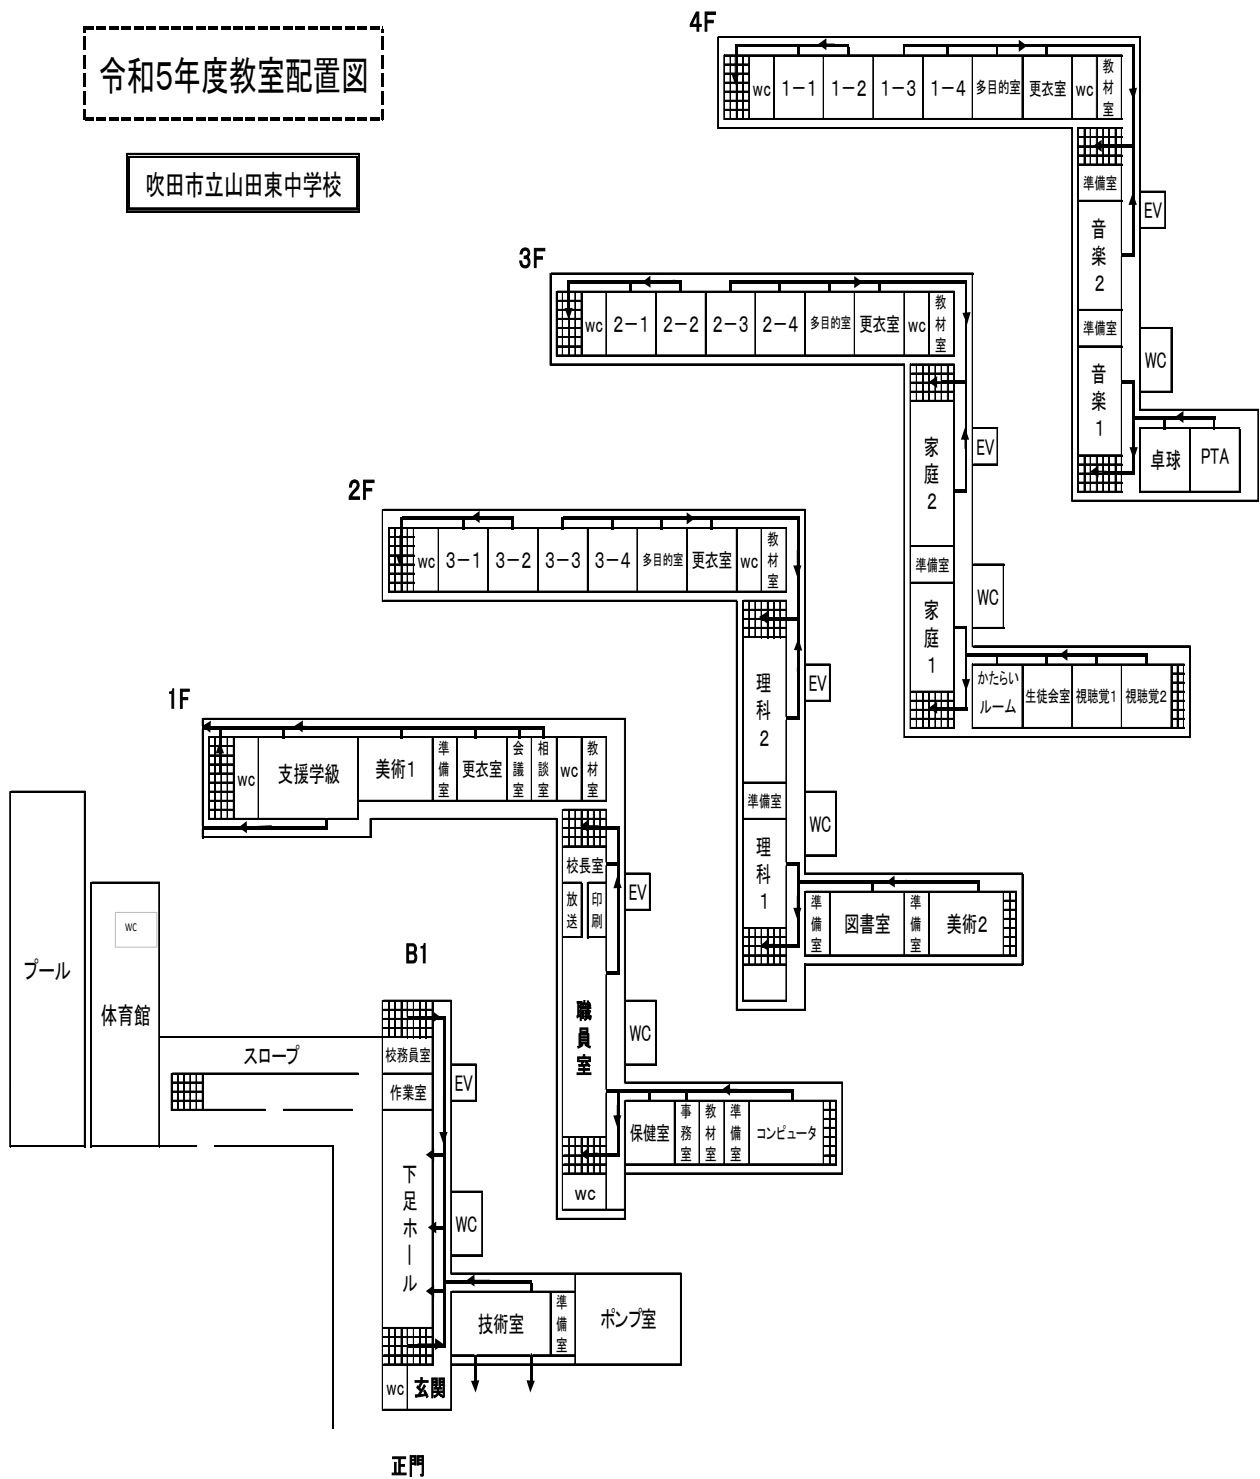 令和5年度教室配置図
吹田市立山田東中学校
4F
wc 1－1 1－2 1－3 1－4 多目的室 更衣室 wc 教材室
準備室
音楽2
EV
準備室
音楽1
WC
卓球 PTA
3F
wc 2－1 2－2 2－3 2－4 多目的室 更衣室 wc 教材室
家庭2
EV
準備室
家庭1
WC
かたらいルーム 生徒会室 視聴覚1 視聴覚2
2F
wc 3－1 3－2 3－3 3－4 多目的室 更衣室 wc 教材室
理科2
EV
準備室
理科1
WC
準備室 図書室 準備室 美術2
1F
wc 支援学級 美術1 準備室 更衣室 会議室 相談室 wc 教材室
校長室
放送 印刷
EV
職員室
WC
保健室 事務室 教材室 準備室 コンピュータ
wc
プール
wc
体育館
スロープ
B1
校務員室
作業室
EV
下足ホール
WC
技術室 準備室 ポンプ室
wc 玄関
正門